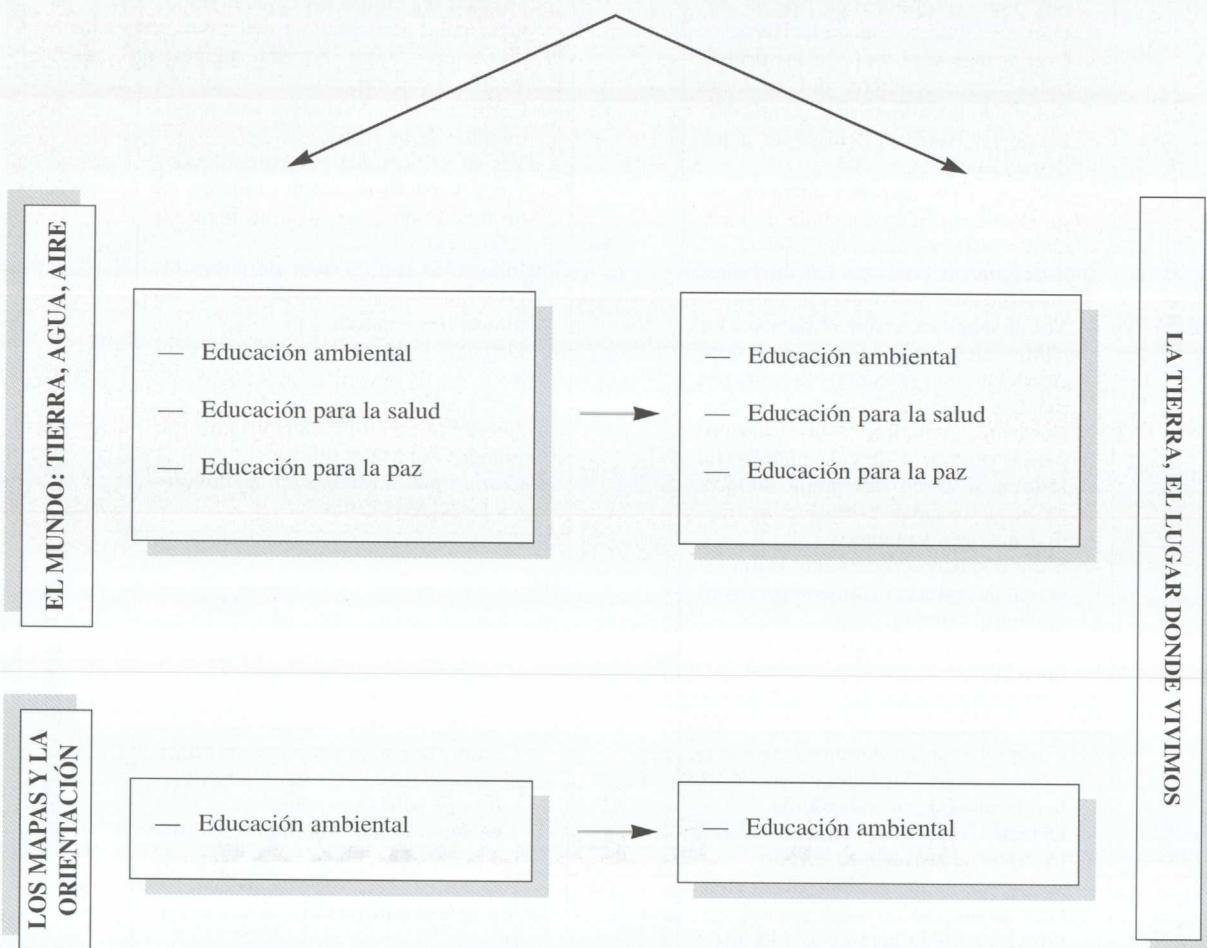 EL MUNDO: TIERRA, AGUA, AIRE
— Educación ambiental
— Educación para la salud
— Educación para la paz
— Educación ambiental
— Educación para la salud
— Educación para la paz
LA TIERRA, EL LUGAR DONDE VIVIMOS
LOS MAPAS Y LA
ORIENTACIÓN
— Educación ambiental
— Educación ambiental